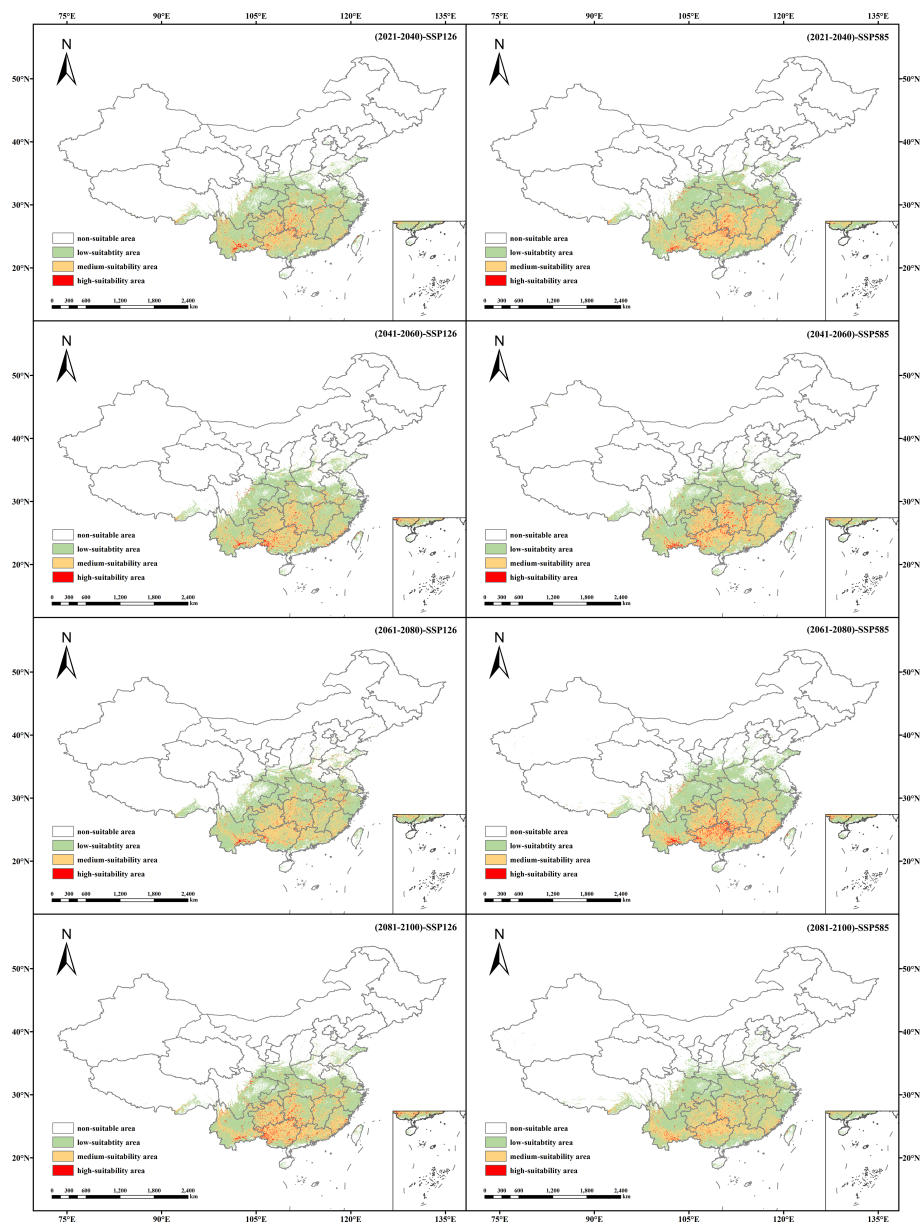 75°E 90°E 105°E 120°E 135°E 75°E 90°E 105°E 120°E 135°E
(2021-2040)-SSP126
N
50°N
40°N
30°N
20°N
non-suitable area
low-suitabtity area
medium-suitability area
high-suitability area
0 300 600 1,200 1,800 2,400
km
(2021-2040)-SSP585
N
50°N
40°N
30°N
20°N
non-suitable area
low-suitabtity area
medium-suitability area
high-suitability area
0 300 600 1,200 1,800 2,400
km
(2041-2060)-SSP126
N
50°N
40°N
30°N
20°N
non-suitable area
low-suitabtity area
medium-suitability area
high-suitability area
0 300 600 1,200 1,800 2,400
km
(2041-2060)-SSP585
N
50°N
40°N
30°N
20°N
non-suitable area
low-suitabtity area
medium-suitability area
high-suitability area
0 300 600 1,200 1,800 2,400
km
(2061-2080)-SSP126
N
50°N
40°N
30°N
20°N
non-suitable area
low-suitabtity area
medium-suitability area
high-suitability area
0 300 600 1,200 1,800 2,400
km
(2061-2080)-SSP585
N
50°N
40°N
30°N
20°N
non-suitable area
low-suitabtity area
medium-suitability area
high-suitability area
0 300 600 1,200 1,800 2,400
km
(2081-2100)-SSP126
N
50°N
40°N
30°N
20°N
non-suitable area
low-suitabtity area
medium-suitability area
high-suitability area
0 300 600 1,200 1,800 2,400
km
(2081-2100)-SSP585
N
50°N
40°N
30°N
20°N
non-suitable area
low-suitabtity area
medium-suitability area
high-suitability area
0 300 600 1,200 1,800 2,400
km
75°E 90°E 105°E 120°E 75°E 90°E 105°E 120°E 135°E